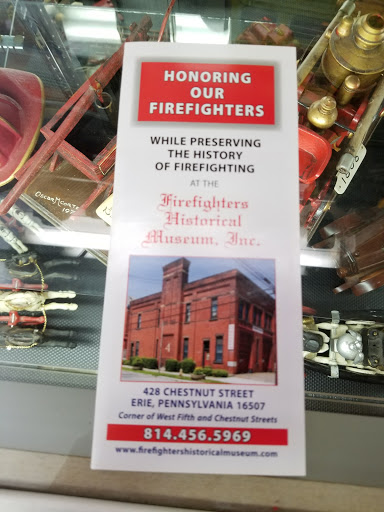 HONORING
OUR
FIREFIGHTERS
WHILE PRESERVING
THE HISTORY
OF FIREFIGHTING
AT THE
Firefighters
Historical
Museum, Inc.
428 CHESTNUT STREET
ERIE, PENNSYLVANIA 16507
Corner of West Fifth and Chestnut Streets
814.456.5969
www.firefightershistoricalmuseum.com